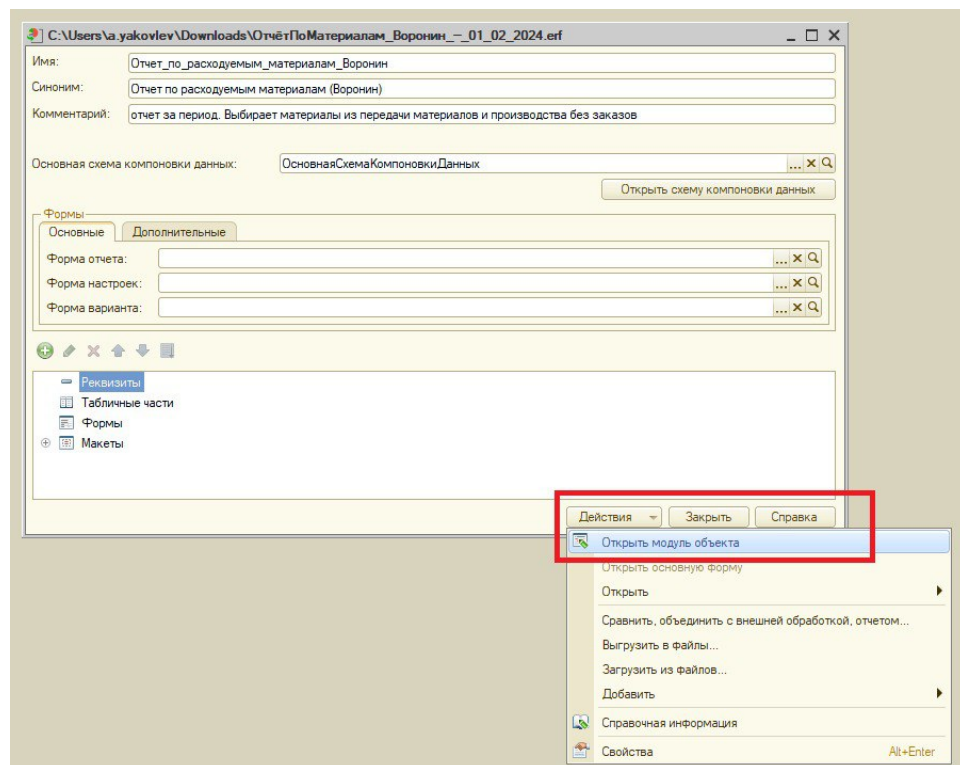 C:\Users\a.yakovlev\Downloads\ОтчётПоМатериалам_Воронин_–_01_02_2024.erf
Имя: Отчет_по_расходуемым_материалам_Воронин
Синоним: Отчет по расходуемым материалам (Воронин)
Комментарий: отчет за период. Выбирает материалы из передачи материалов и производства без заказов
Основная схема компоновки данных: ОсновнаяСхемаКомпоновкиДанных ...
Открыть схему компоновки данных
Формы
Основные Дополнительные
Форма отчета: ...
Форма настроек: ...
Форма варианта: ...
Реквизиты
Табличные части
Формы
Макеты
Действия Закрыть Справка
Открыть модуль объекта
Открыть основную форму
Открыть
Сравнить, объединить с внешней обработкой, отчетом...
Выгрузить в файлы...
Загрузить из файлов...
Добавить
Справочная информация
Свойства Alt+Enter